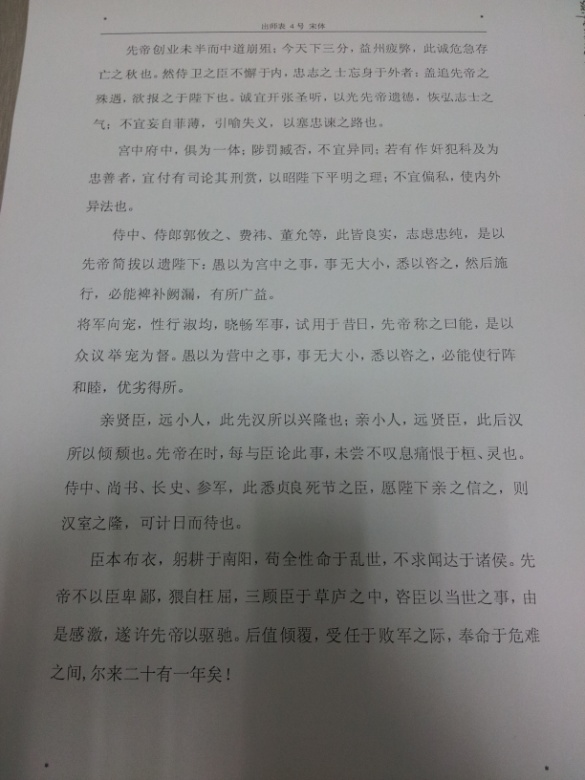 出师表 4号 宋体
先帝创业未半而中道崩殂；今天下三分，益州疲弊，此诚危急存
亡之秋也。然侍卫之臣不懈于内，忠志之士忘身于外者：盖追先帝之
殊遇，欲报之于陛下也。诚宜开张圣听，以光先帝遗德，恢弘志士之
气；不宜妄自菲薄，引喻失义，以塞忠谏之路也。
宫中府中，俱为一体；陟罚臧否，不宜异同；若有作奸犯科及为
忠善者，宜付有司论其刑赏，以昭陛下平明之理；不宜偏私，使内外
异法也。
侍中、侍郎郭攸之、费祎、董允等，此皆良实，志虑忠纯，是以
先帝简拔以遗陛下：愚以为宫中之事，事无大小，悉以咨之，然后施
行，必能裨补阙漏，有所广益。
将军向宠，性行淑均，晓畅军事，试用于昔日，先帝称之曰能，是以
众议举宠为督。愚以为营中之事，事无大小，悉以咨之，必能使行阵
和睦，优劣得所。
亲贤臣，远小人，此先汉所以兴隆也；亲小人，远贤臣，此后汉
所以倾颓也。先帝在时，每与臣论此事，未尝不叹息痛恨于桓、灵也。
侍中、尚书、长史、参军，此悉贞良死节之臣，愿陛下亲之信之，则
汉室之隆，可计日而待也。
臣本布衣，躬耕于南阳，苟全性命于乱世，不求闻达于诸侯。先
帝不以臣卑鄙，猥自枉屈，三顾臣于草庐之中，咨臣以当世之事，由
是感激，遂许先帝以驱驰。后值倾覆，受任于败军之际，奉命于危难
之间,尔来二十有一年矣!